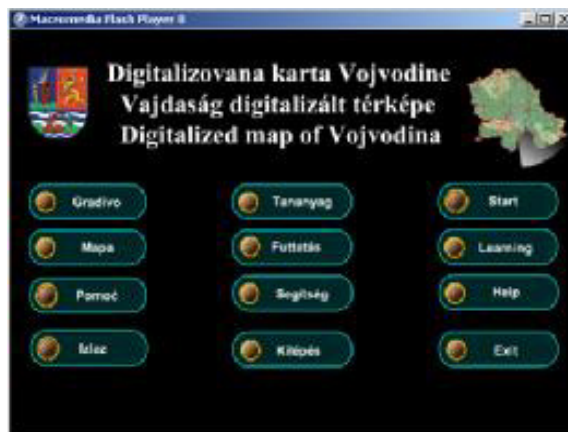 Macromedia Flash Player 8
Digitalizovana karta Vojvodine
Vajdaság digitalizált térképe
Digitalized map of Vojvodina
Gradivo Tananyag Start
Mapa Futtatás Learning
Pomoć Segítség Help
Izlaz Kilépés Exit